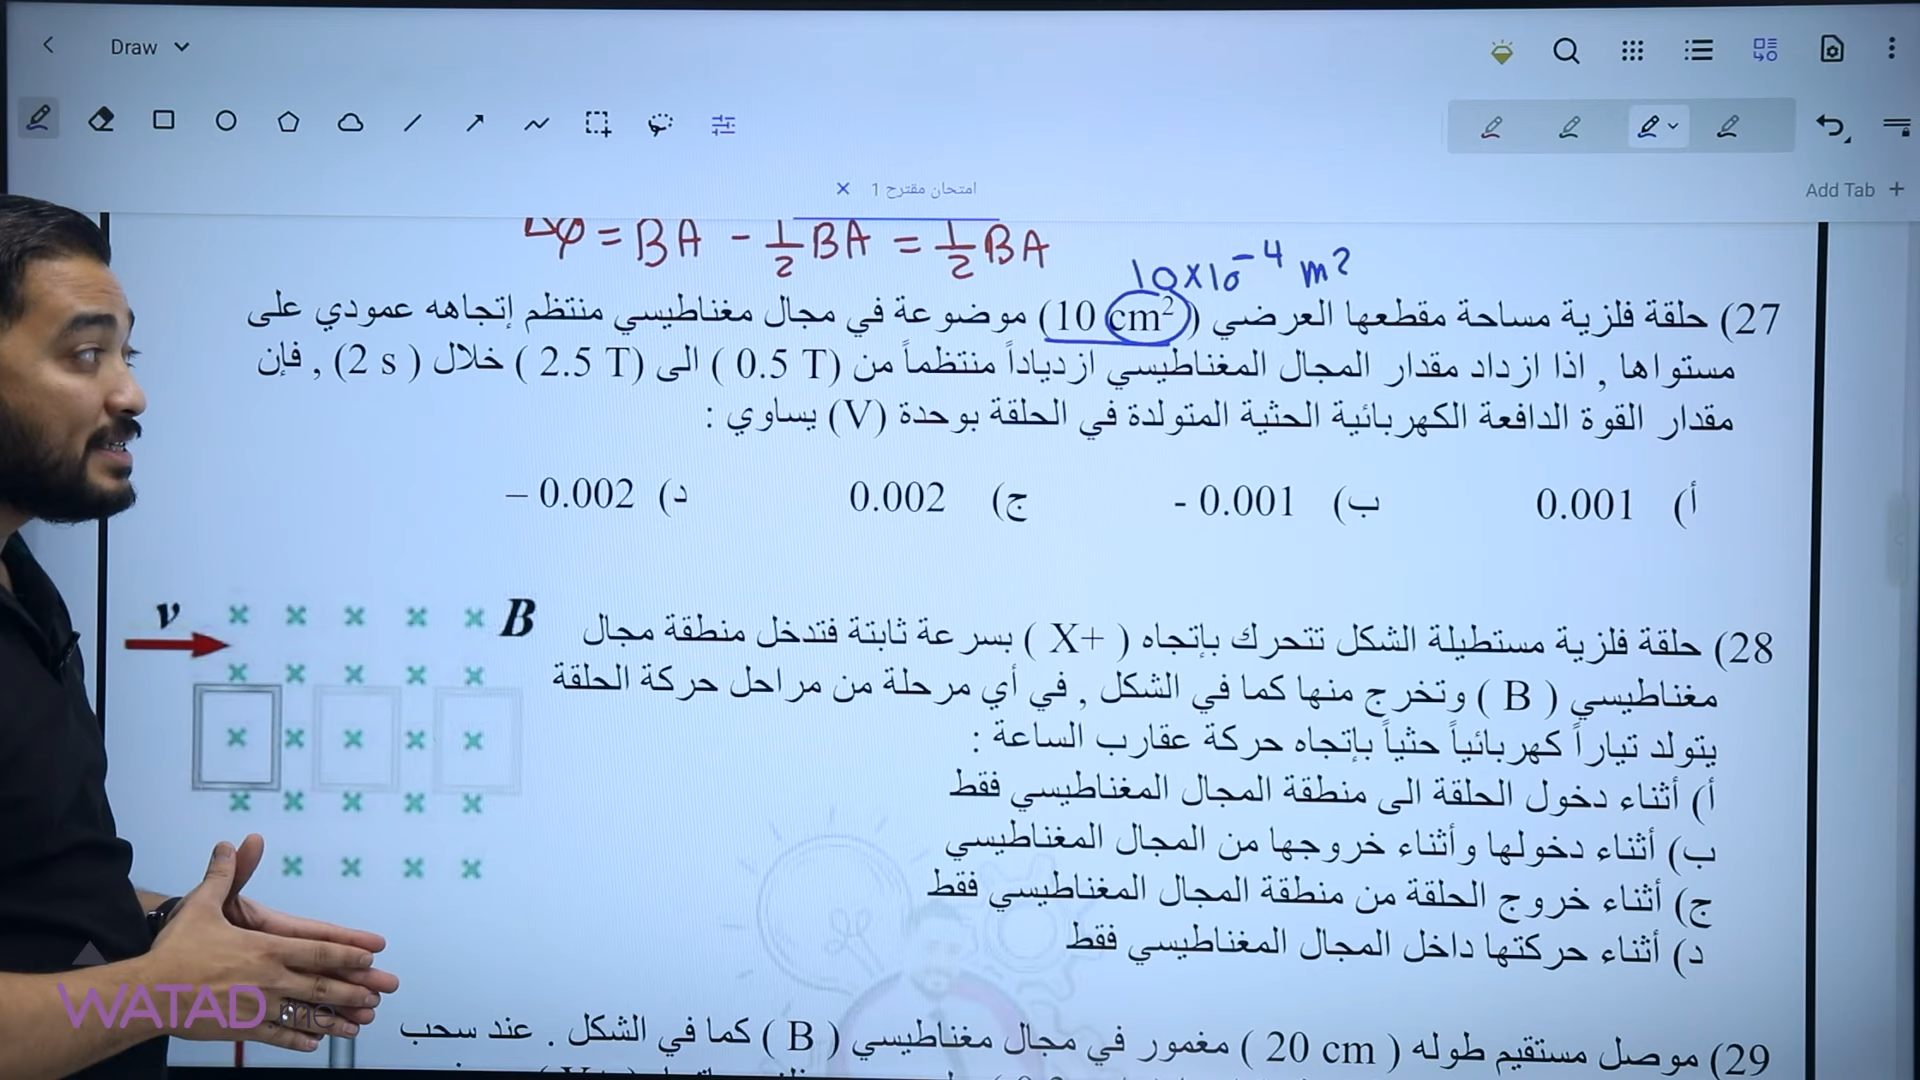 Draw
امتحان مقترح 1
Add Tab
Δφ = BA - 1/2 BA = 1/2 BA
10×10⁻⁴ m²
27) حلقة فلزية مساحة مقطعها العرضي (10 cm²) موضوعة في مجال مغناطيسي منتظم إتجاهه عمودي على
مستواها , اذا ازداد مقدار المجال المغناطيسي ازدياداً منتظماً من (0.5 T ) الى (2.5 T ) خلال (2 s ) , فإن
مقدار القوة الدافعة الكهربائية الحثية المتولدة في الحلقة بوحدة (V) يساوي :
أ) 0.001 ب) - 0.001 ج) 0.002 د) – 0.002
v
B
28) حلقة فلزية مستطيلة الشكل تتحرك بإتجاه ( +X ) بسرعة ثابتة فتدخل منطقة مجال
مغناطيسي ( B ) وتخرج منها كما في الشكل , في أي مرحلة من مراحل حركة الحلقة
يتولد تياراً كهربائياً حثياً بإتجاه حركة عقارب الساعة :
أ) أثناء دخول الحلقة الى منطقة المجال المغناطيسي فقط
ب) أثناء دخولها وأثناء خروجها من المجال المغناطيسي
ج) أثناء خروج الحلقة من منطقة المجال المغناطيسي فقط
د) أثناء حركتها داخل المجال المغناطيسي فقط
29) موصل مستقيم طوله ( 20 cm ) مغمور في مجال مغناطيسي ( B ) كما في الشكل . عند سحب
WATAD.me